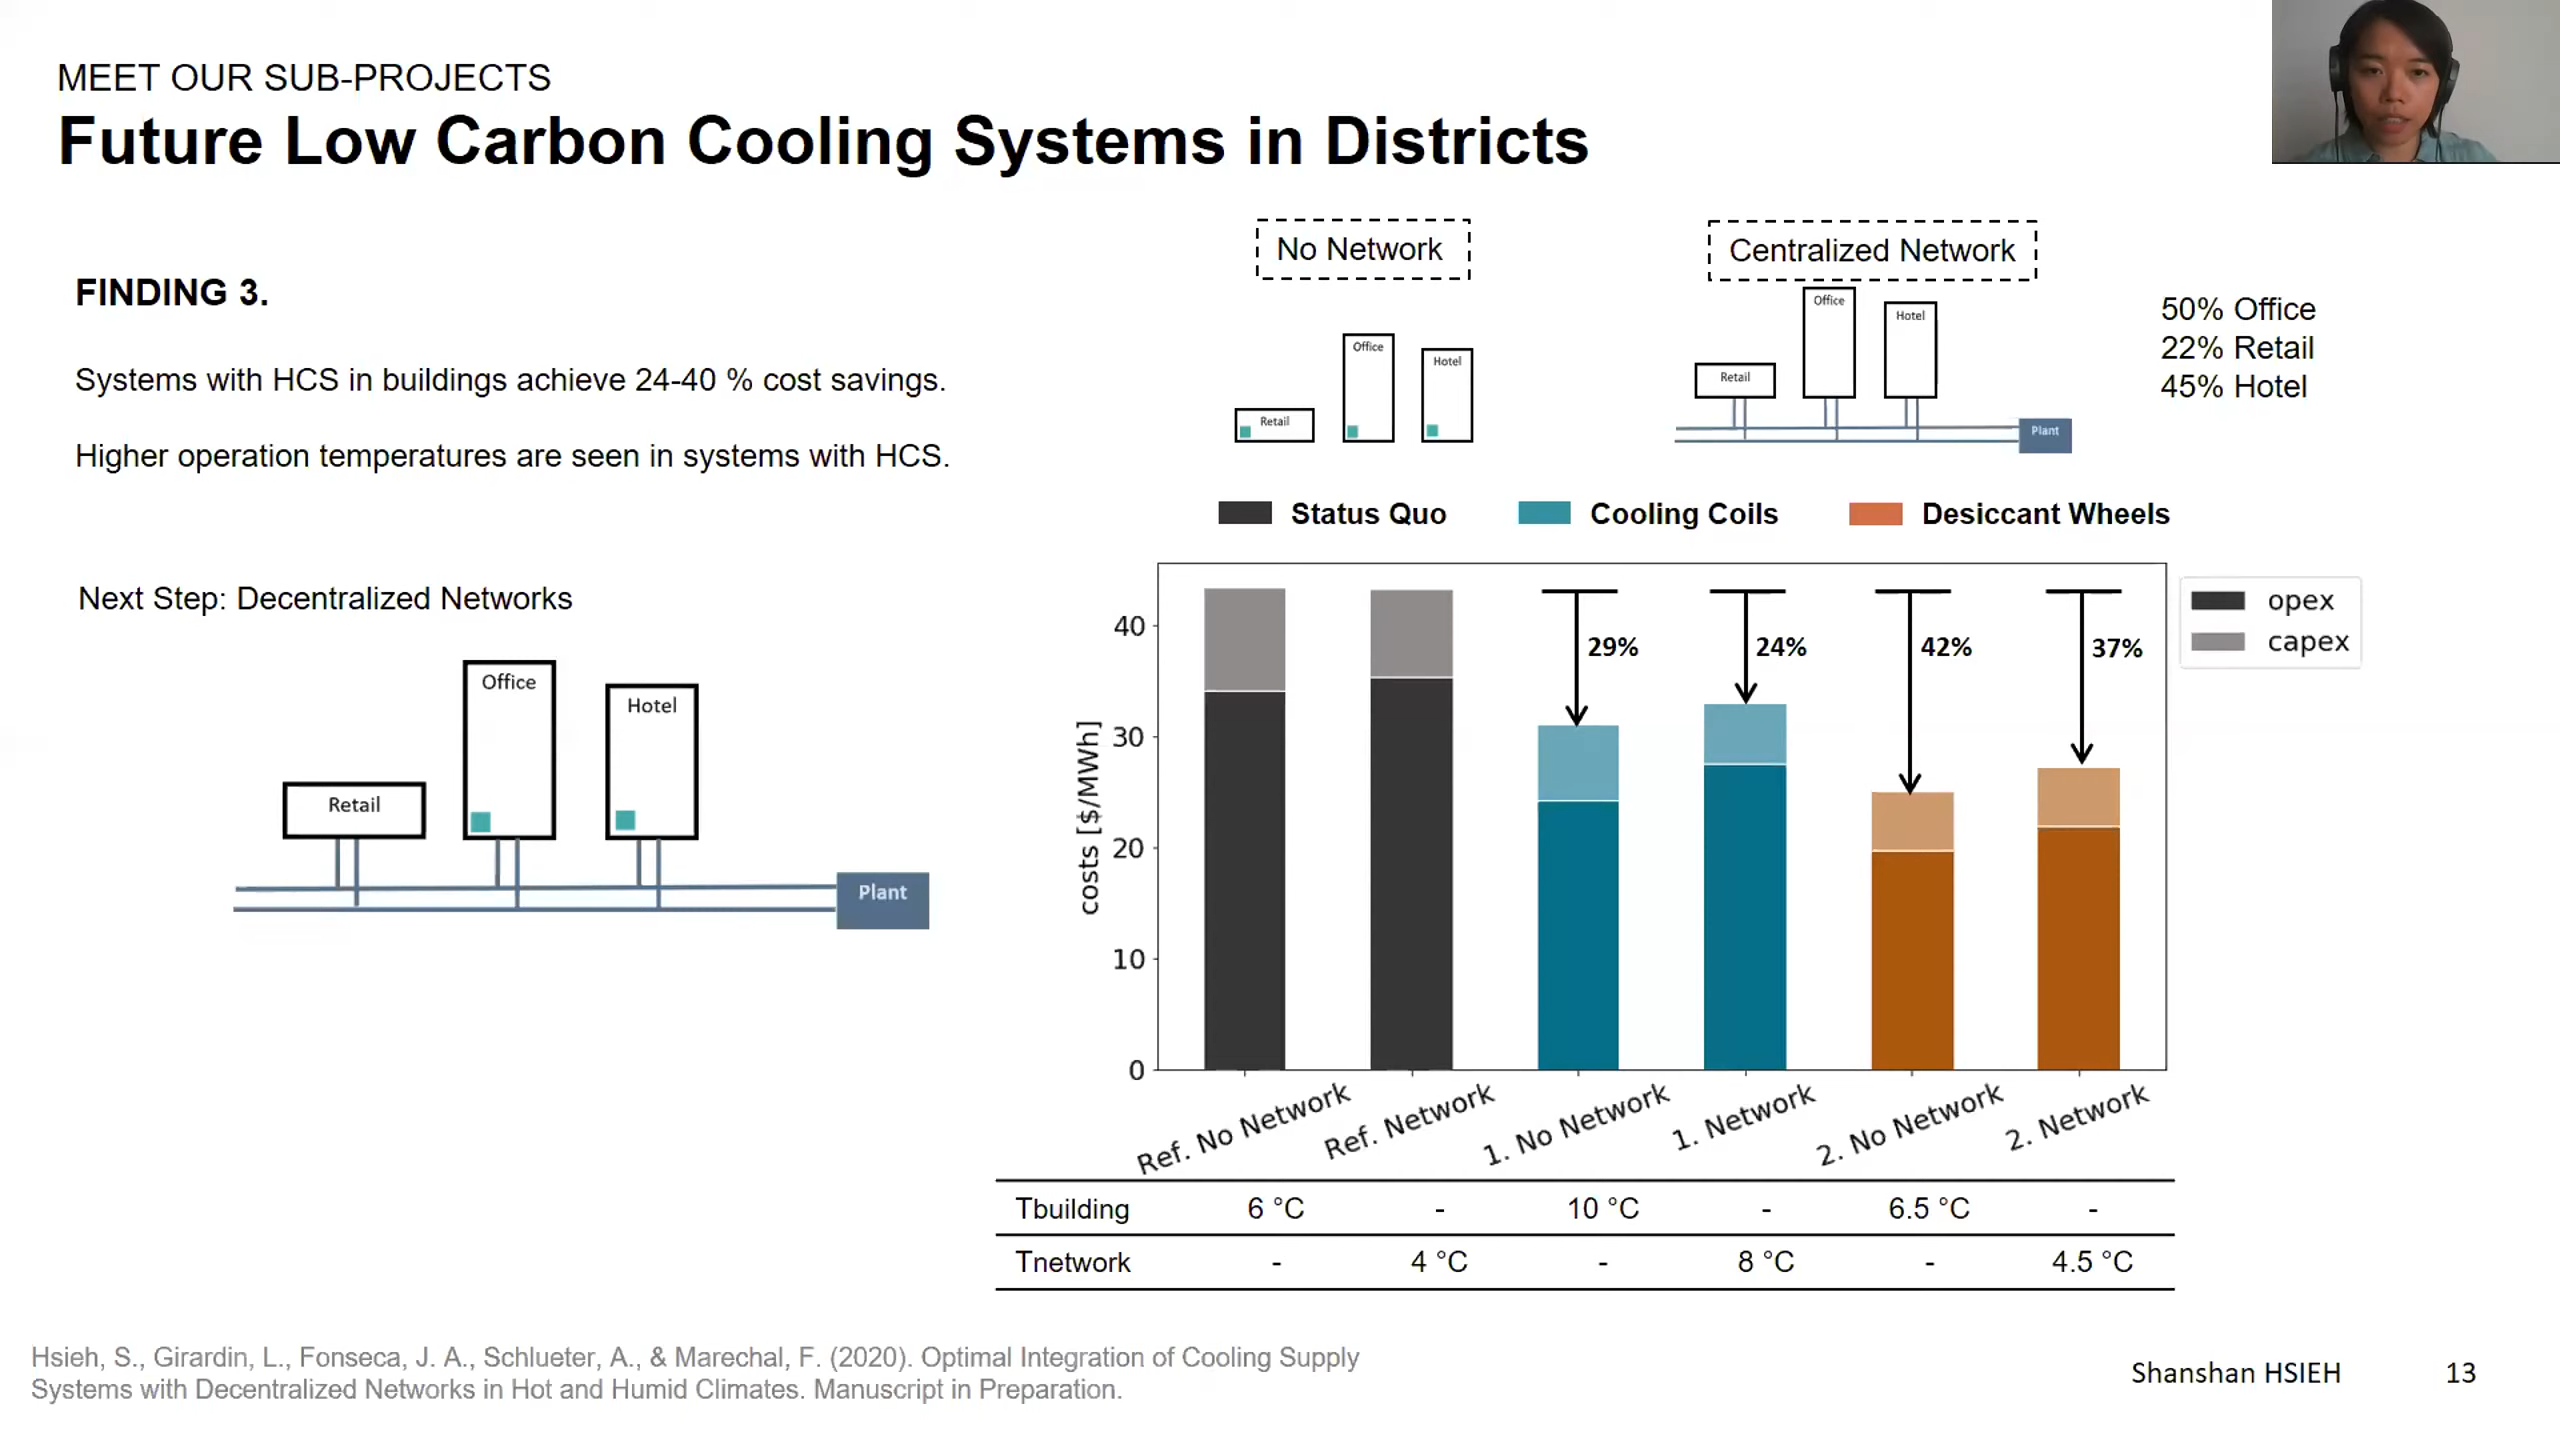 MEET OUR SUB-PROJECTS
Future Low Carbon Cooling Systems in Districts
FINDING 3.
Systems with HCS in buildings achieve 24-40 % cost savings.
Higher operation temperatures are seen in systems with HCS.
Next Step: Decentralized Networks
Retail
Office
Hotel
Plant
No Network
Retail
Office
Hotel
Centralized Network
Retail
Office
Hotel
Plant
50% Office
22% Retail
45% Hotel
Status Quo
Cooling Coils
Desiccant Wheels
opex
capex
costs [$/MWh]
40
30
20
10
0
29%
24%
42%
37%
Ref. No Network
Ref. Network
1. No Network
1. Network
2. No Network
2. Network
Tbuilding 6 °C - 10 °C - 6.5 °C -
Tnetwork - 4 °C - 8 °C - 4.5 °C
Hsieh, S., Girardin, L., Fonseca, J. A., Schlueter, A., & Marechal, F. (2020). Optimal Integration of Cooling Supply
Systems with Decentralized Networks in Hot and Humid Climates. Manuscript in Preparation.
Shanshan HSIEH
13